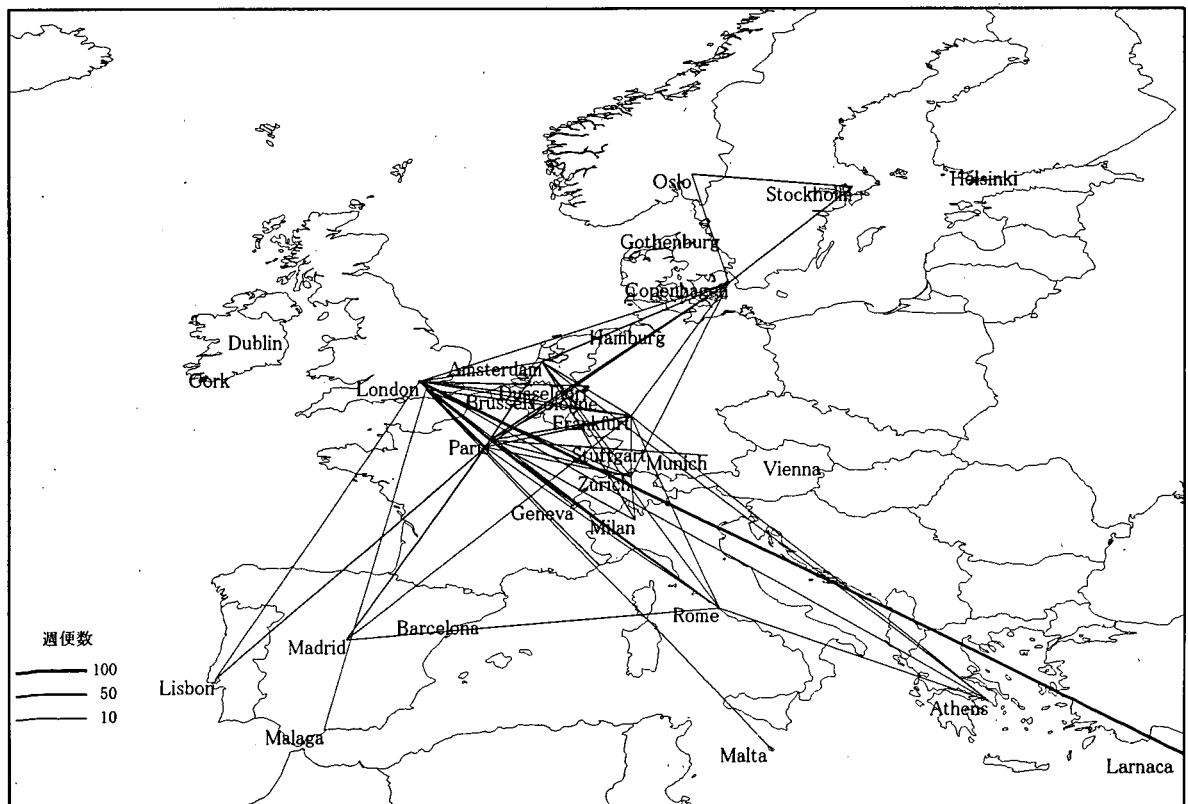 Oslo
Stockholm
Helsinki
Gothenburg
Copenhagen
Dublin
Hamburg
Cork
London
Amsterdam
Dusseldorf
Brussels
Cologne
Frankfurt
Paris
Stuttgart
Munich
Vienna
Zurich
Geneva
Milan
Rome
Barcelona
Madrid
週便数
100
50
10
Lisbon
Malaga
Athens
Malta
Larnaca